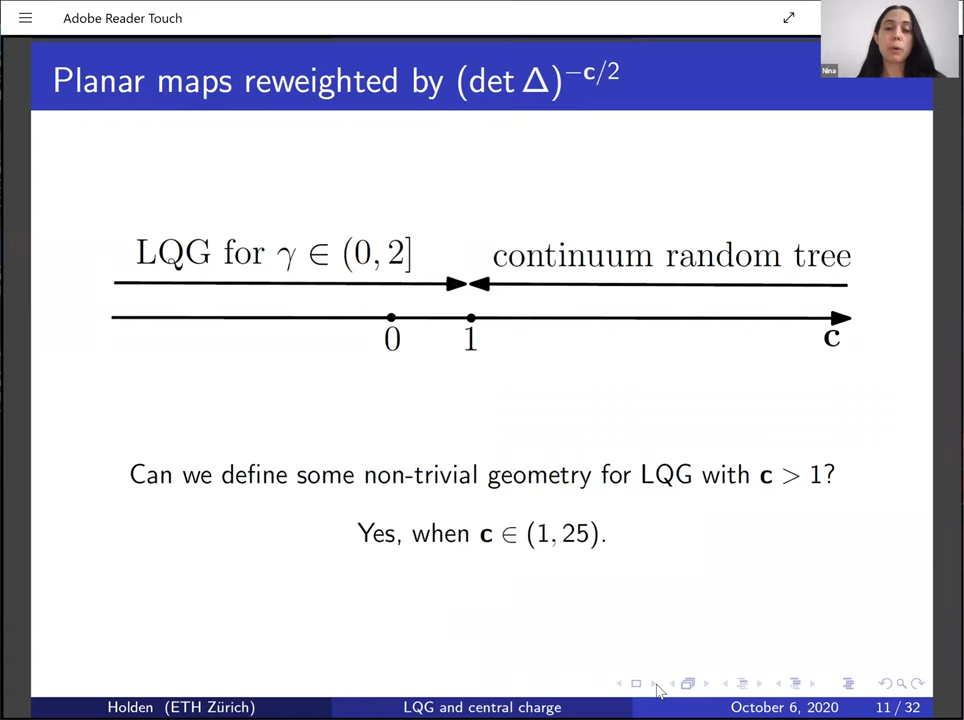 Adobe Reader Touch
Nina
Planar maps reweighted by (det Δ)^{−c/2}
LQG for γ ∈ (0, 2]
continuum random tree
0
1
c
Can we define some non-trivial geometry for LQG with c > 1?
Yes, when c ∈ (1, 25).
Holden (ETH Zürich)
LQG and central charge
October 6, 2020
11 / 32